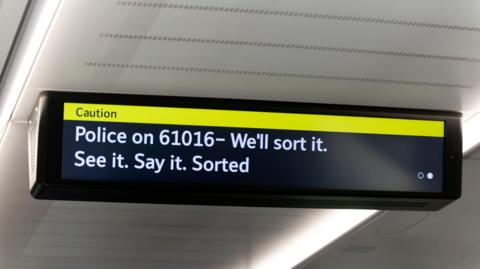 Caution
Police on 61016– We'll sort it.
See it. Say it. Sorted